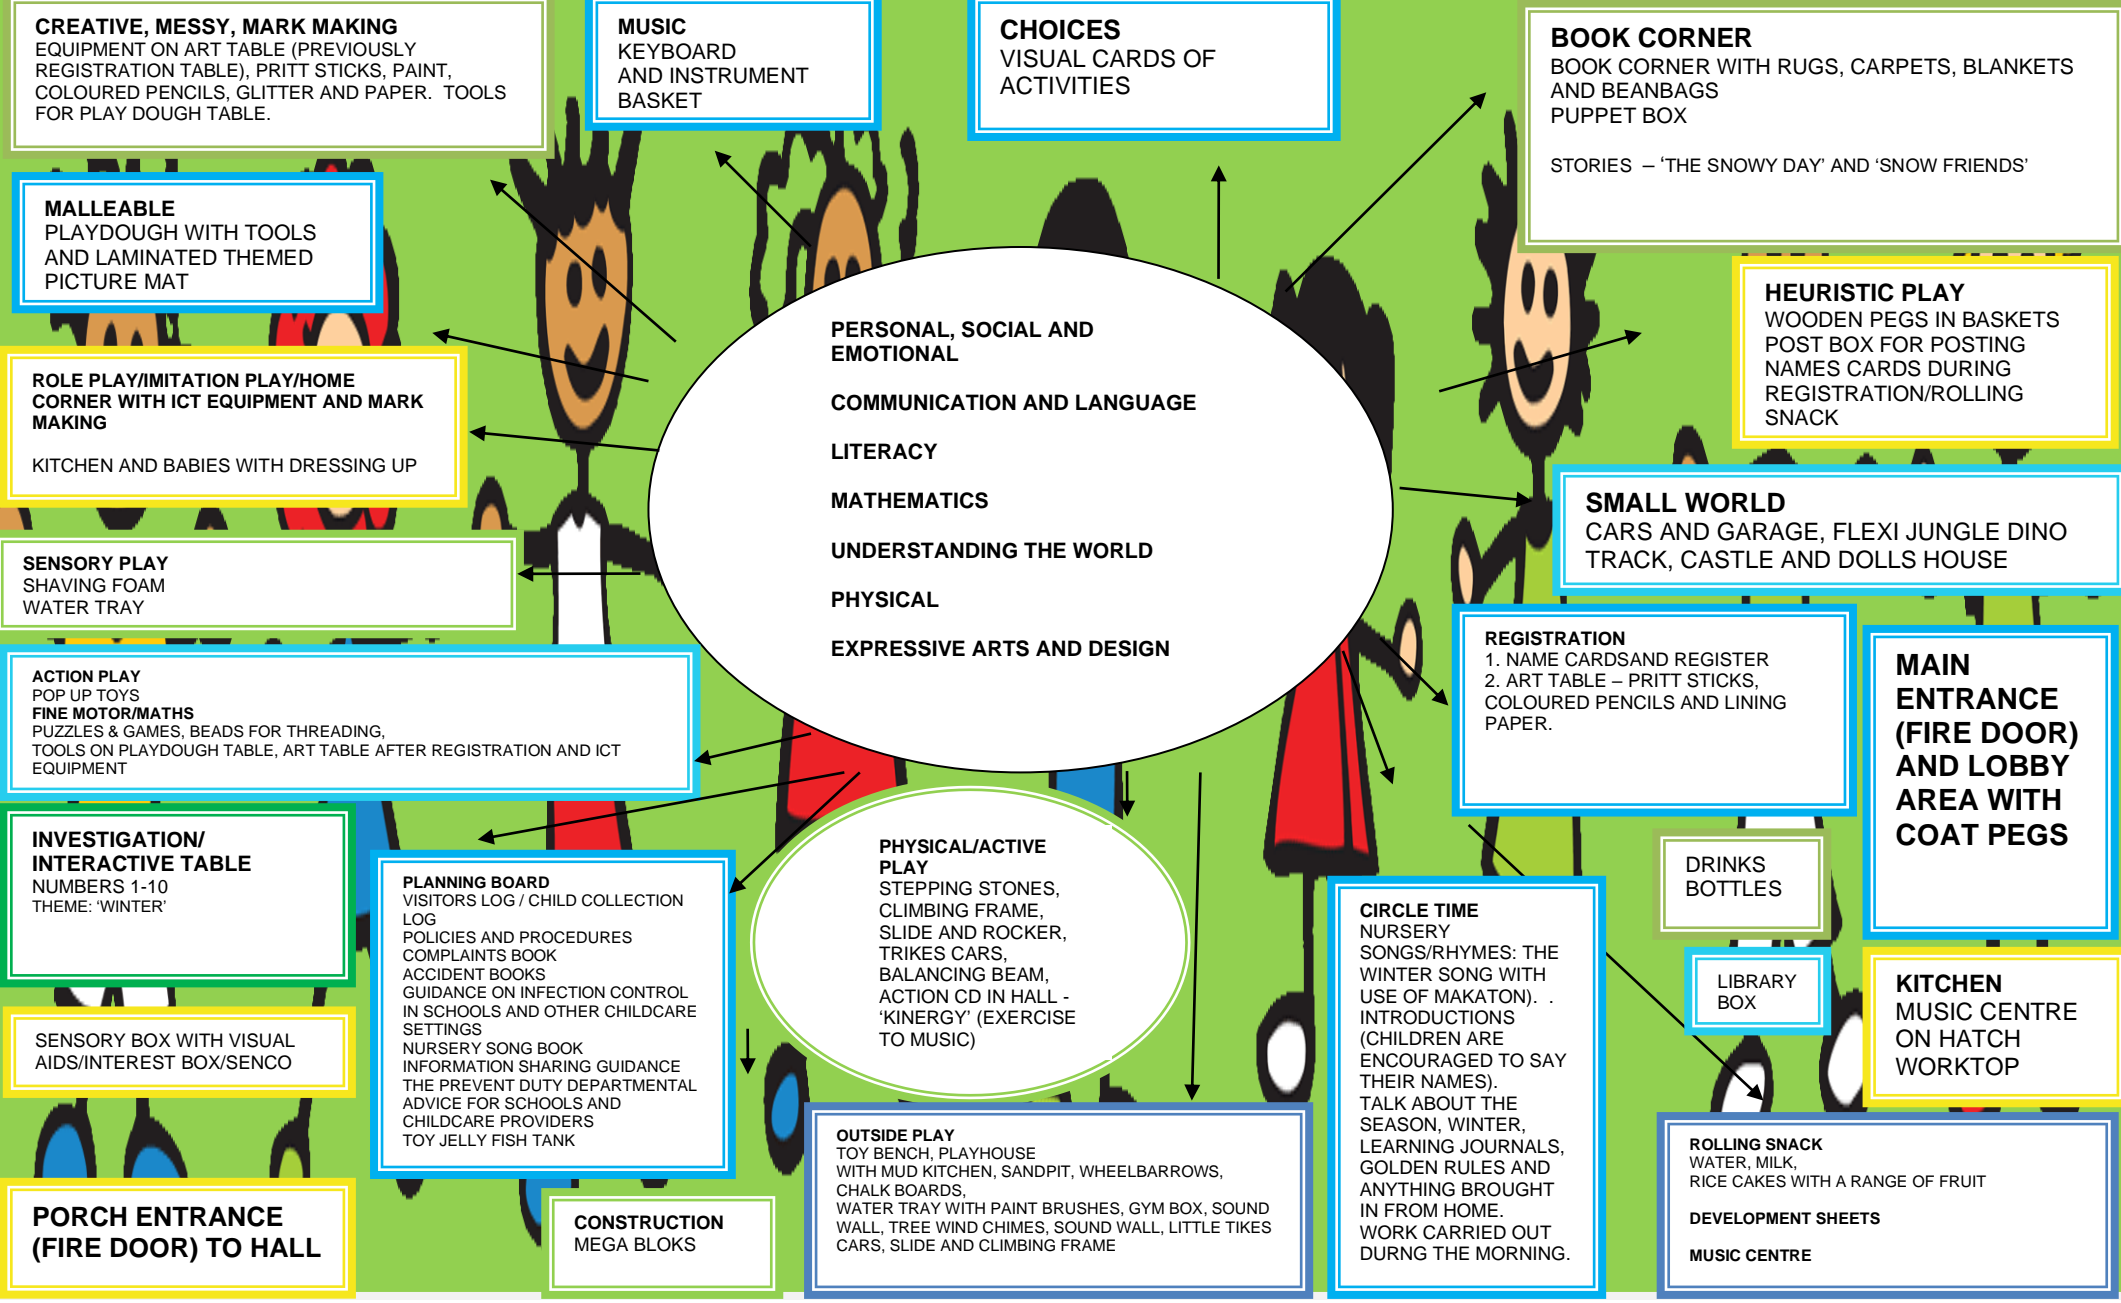 CREATIVE, MESSY, MARK MAKING
EQUIPMENT ON ART TABLE (PREVIOUSLY
REGISTRATION TABLE), PRITT STICKS, PAINT,
COLOURED PENCILS, GLITTER AND PAPER. TOOLS
FOR PLAY DOUGH TABLE.
MUSIC
KEYBOARD
AND INSTRUMENT
BASKET
CHOICES
VISUAL CARDS OF
ACTIVITIES
BOOK CORNER
BOOK CORNER WITH RUGS, CARPETS, BLANKETS
AND BEANBAGS
PUPPET BOX
STORIES – ‘THE SNOWY DAY’ AND ‘SNOW FRIENDS’
MALLEABLE
PLAYDOUGH WITH TOOLS
AND LAMINATED THEMED
PICTURE MAT
HEURISTIC PLAY
WOODEN PEGS IN BASKETS
POST BOX FOR POSTING
NAMES CARDS DURING
REGISTRATION/ROLLING
SNACK
ROLE PLAY/IMITATION PLAY/HOME
CORNER WITH ICT EQUIPMENT AND MARK
MAKING
KITCHEN AND BABIES WITH DRESSING UP
PERSONAL, SOCIAL AND
EMOTIONAL
COMMUNICATION AND LANGUAGE
LITERACY
MATHEMATICS
UNDERSTANDING THE WORLD
PHYSICAL
EXPRESSIVE ARTS AND DESIGN
SMALL WORLD
CARS AND GARAGE, FLEXI JUNGLE DINO
TRACK, CASTLE AND DOLLS HOUSE
SENSORY PLAY
SHAVING FOAM
WATER TRAY
REGISTRATION
1. NAME CARDSAND REGISTER
2. ART TABLE – PRITT STICKS,
COLOURED PENCILS AND LINING
PAPER.
MAIN
ENTRANCE
(FIRE DOOR)
AND LOBBY
AREA WITH
COAT PEGS
ACTION PLAY
POP UP TOYS
FINE MOTOR/MATHS
PUZZLES & GAMES, BEADS FOR THREADING,
TOOLS ON PLAYDOUGH TABLE, ART TABLE AFTER REGISTRATION AND ICT
EQUIPMENT
INVESTIGATION/
INTERACTIVE TABLE
NUMBERS 1-10
THEME: ‘WINTER’
PLANNING BOARD
VISITORS LOG / CHILD COLLECTION
LOG
POLICIES AND PROCEDURES
COMPLAINTS BOOK
ACCIDENT BOOKS
GUIDANCE ON INFECTION CONTROL
IN SCHOOLS AND OTHER CHILDCARE
SETTINGS
NURSERY SONG BOOK
INFORMATION SHARING GUIDANCE
THE PREVENT DUTY DEPARTMENTAL
ADVICE FOR SCHOOLS AND
CHILDCARE PROVIDERS
TOY JELLY FISH TANK
PHYSICAL/ACTIVE
PLAY
STEPPING STONES,
CLIMBING FRAME,
SLIDE AND ROCKER,
TRIKES CARS,
BALANCING BEAM,
ACTION CD IN HALL -
‘KINERGY’ (EXERCISE
TO MUSIC)
CIRCLE TIME
NURSERY
SONGS/RHYMES: THE
WINTER SONG WITH
USE OF MAKATON). .
INTRODUCTIONS
(CHILDREN ARE
ENCOURAGED TO SAY
THEIR NAMES).
TALK ABOUT THE
SEASON, WINTER,
LEARNING JOURNALS,
GOLDEN RULES AND
ANYTHING BROUGHT
IN FROM HOME.
WORK CARRIED OUT
DURNG THE MORNING.
DRINKS
BOTTLES
LIBRARY
BOX
KITCHEN
MUSIC CENTRE
ON HATCH
WORKTOP
SENSORY BOX WITH VISUAL
AIDS/INTEREST BOX/SENCO
PORCH ENTRANCE
(FIRE DOOR) TO HALL
CONSTRUCTION
MEGA BLOKS
OUTSIDE PLAY
TOY BENCH, PLAYHOUSE
WITH MUD KITCHEN, SANDPIT, WHEELBARROWS,
CHALK BOARDS,
WATER TRAY WITH PAINT BRUSHES, GYM BOX, SOUND
WALL, TREE WIND CHIMES, SOUND WALL, LITTLE TIKES
CARS, SLIDE AND CLIMBING FRAME
ROLLING SNACK
WATER, MILK,
RICE CAKES WITH A RANGE OF FRUIT
DEVELOPMENT SHEETS
MUSIC CENTRE